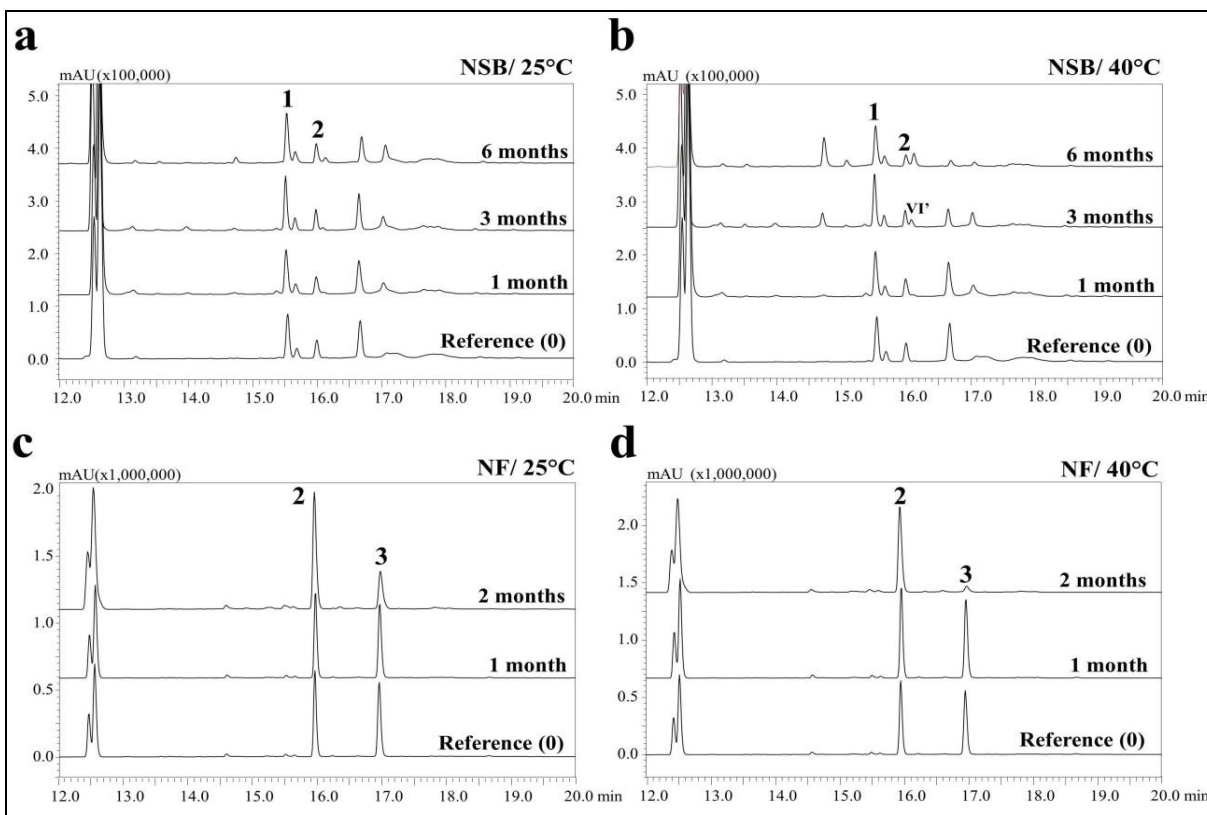 a
mAU(x100,000)
NSB/ 25°C
5.0
4.0
3.0
2.0
1.0
0.0
1
2
6 months
3 months
1 month
Reference (0)
12.0 13.0 14.0 15.0 16.0 17.0 18.0 19.0 20.0 min
b
mAU (x100,000)
NSB/ 40°C
5.0
4.0
3.0
2.0
1.0
0.0
1
2
VI'
6 months
3 months
1 month
Reference (0)
12.0 13.0 14.0 15.0 16.0 17.0 18.0 19.0 20.0 min
c
mAU(x1,000,000)
NF/ 25°C
2.0
1.5
1.0
0.5
0.0
2
3
2 months
1 month
Reference (0)
12.0 13.0 14.0 15.0 16.0 17.0 18.0 19.0 20.0 min
d
mAU (x1,000,000)
NF/ 40°C
2.0
1.5
1.0
0.5
0.0
2
3
2 months
1 month
Reference (0)
12.0 13.0 14.0 15.0 16.0 17.0 18.0 19.0 20.0 min